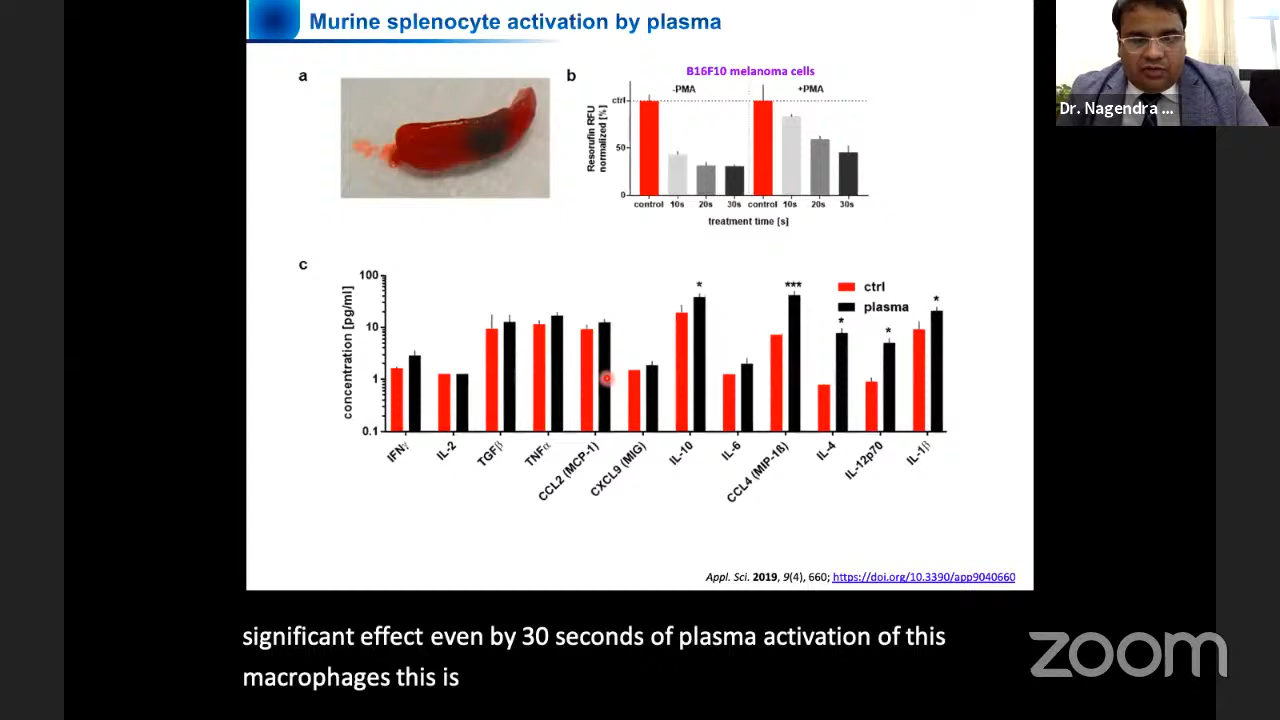 Murine splenocyte activation by plasma
Dr. Nagendra ...
a
b
B16F10 melanoma cells
-PMA
+PMA
Resorufin RFU
normalized [%]
ctrl
50
0
control 10s 20s 30s control 10s 20s 30s
treatment time [s]
c
concentration [pg/ml]
100
10
1
0.1
* *** * * *
ctrl
plasma
IFNγ
IL-2
TGFβ
TNFα
CCL2 (MCP-1)
CXCL9 (MIG)
IL-10
IL-6
CCL4 (MIP-1ß)
IL-4
IL-12p70
IL-1β
Appl. Sci. 2019, 9(4), 660; https://doi.org/10.3390/app9040660
significant effect even by 30 seconds of plasma activation of this
macrophages this is
zoom